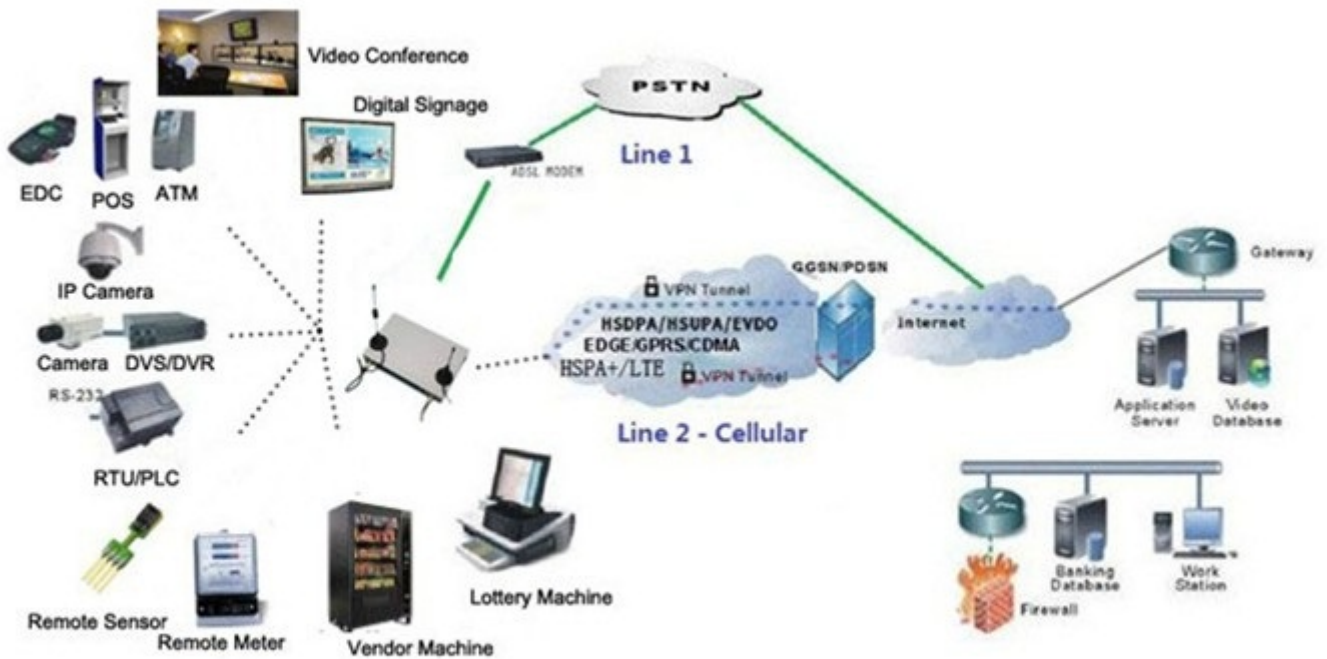 Video Conference
Digital Signage
PSTN
Line 1
ADSL MODEM
EDC
POS
ATM
IP Camera
Camera
DVS/DVR
RS-232
RTU/PLC
Remote Sensor
Remote Meter
Vendor Machine
Lottery Machine
GGSN/PDSN
VPN Tunnel
HSDPA/HSUPA/EVDO
EDGE/GPRS/CDMA
HSPA+/LTE
VPN Tunnel
Line 2 - Cellular
Internet
Gateway
Application
Server
Video
Database
Banking
Database
Work
Station
Firewall